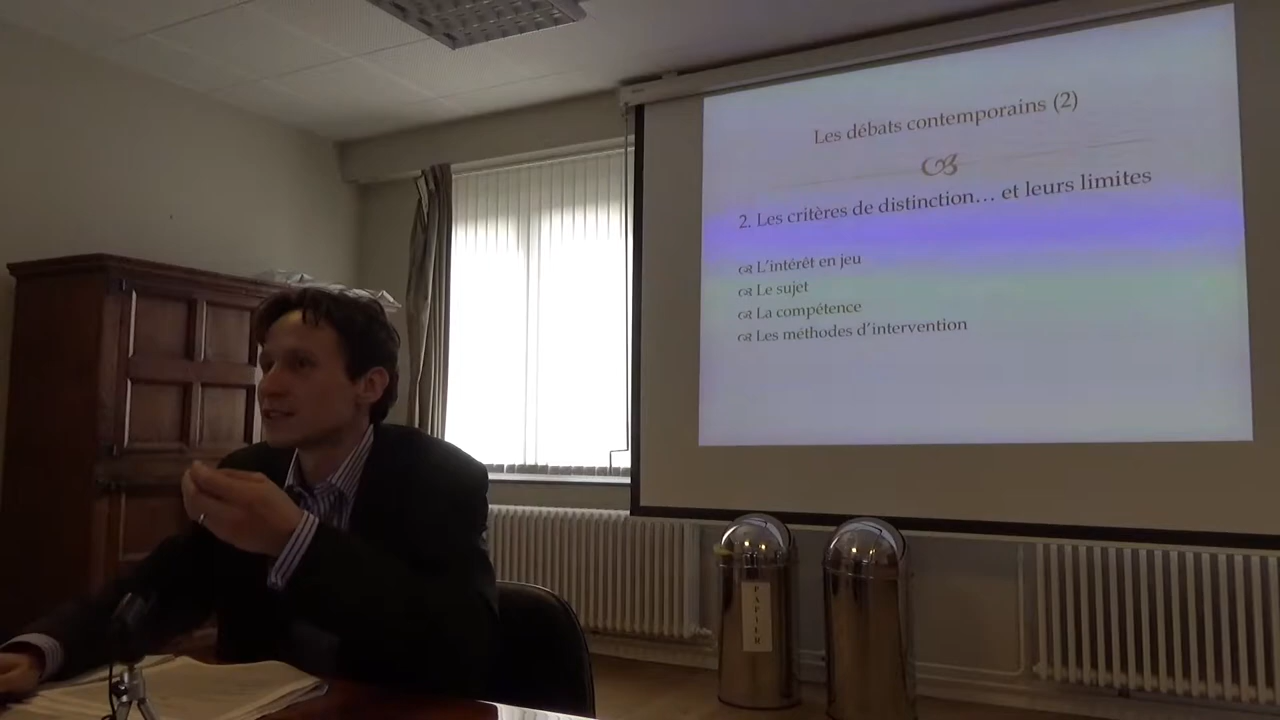 Les débats contemporains (2)
2. Les critères de distinction… et leurs limites
L'intérêt en jeu
Le sujet
La compétence
Les méthodes d'intervention
PAPIER